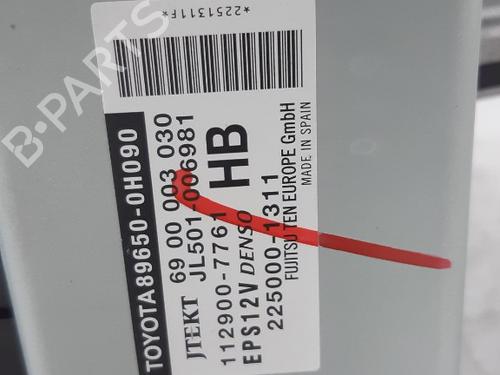 *2251311F*
TOYOTA89650-0H090
JTEKT 69 00 003 030
JL501-006981
112900-7761 HB
EPS12V DENSO
225000-1311
FUJITSU TEN EUROPE GmbH
MADE IN SPAIN
B-PARTS